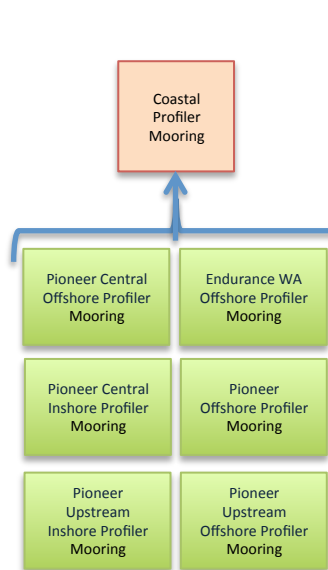 Coastal
Profiler
Mooring
Pioneer Central
Offshore Profiler
Mooring
Endurance WA
Offshore Profiler
Mooring
Pioneer Central
Inshore Profiler
Mooring
Pioneer
Offshore Profiler
Mooring
Pioneer
Upstream
Inshore Profiler
Mooring
Pioneer
Upstream
Offshore Profiler
Mooring